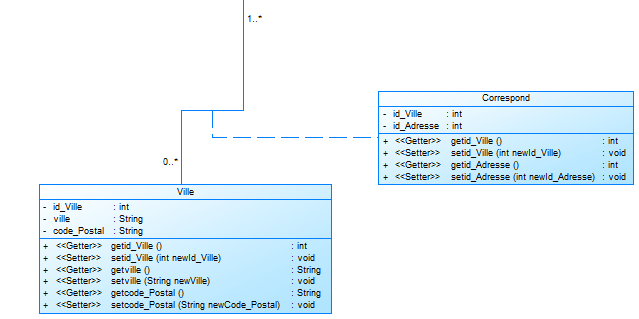 1..*
Correspond
- id_Ville : int
- id_Adresse : int
+ <<Getter>> getid_Ville () : int
+ <<Setter>> setid_Ville (int newId_Ville) : void
+ <<Getter>> getid_Adresse () : int
+ <<Setter>> setid_Adresse (int newId_Adresse) : void
0..*
Ville
- id_Ville : int
- ville : String
- code_Postal : String
+ <<Getter>> getid_Ville () : int
+ <<Setter>> setid_Ville (int newId_Ville) : void
+ <<Getter>> getville () : String
+ <<Setter>> setville (String newVille) : void
+ <<Getter>> getcode_Postal () : String
+ <<Setter>> setcode_Postal (String newCode_Postal) : void